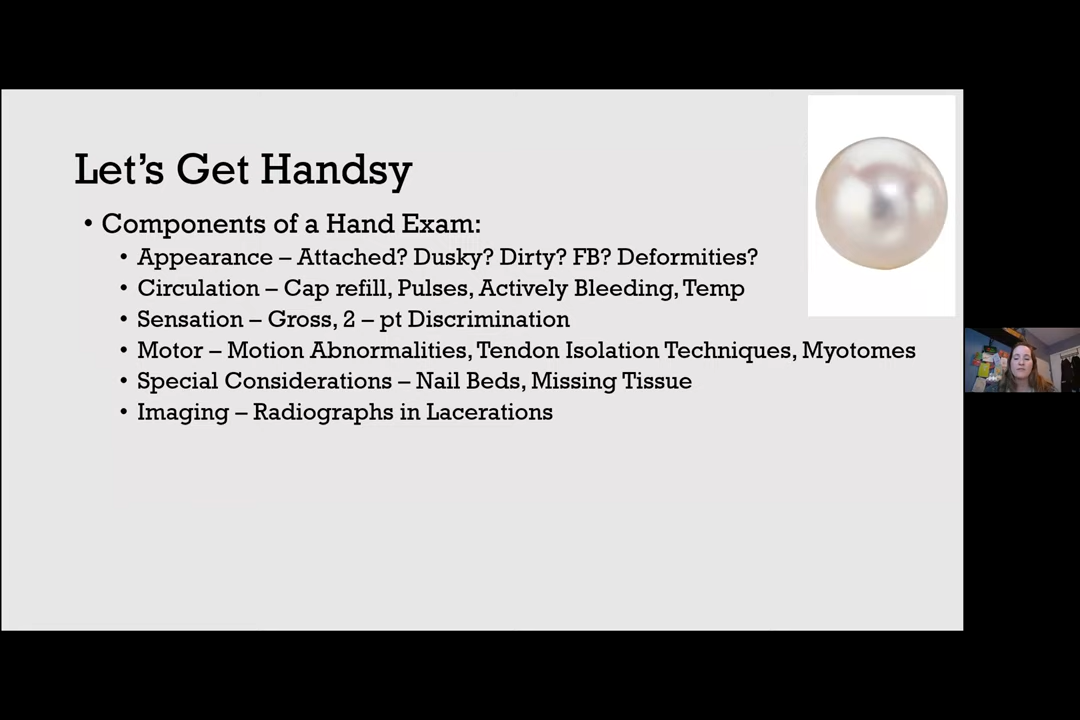 Let's Get Handsy
• Components of a Hand Exam:
• Appearance – Attached? Dusky? Dirty? FB? Deformities?
• Circulation – Cap refill, Pulses, Actively Bleeding, Temp
• Sensation – Gross, 2 – pt Discrimination
• Motor – Motion Abnormalities, Tendon Isolation Techniques, Myotomes
• Special Considerations – Nail Beds, Missing Tissue
• Imaging – Radiographs in Lacerations